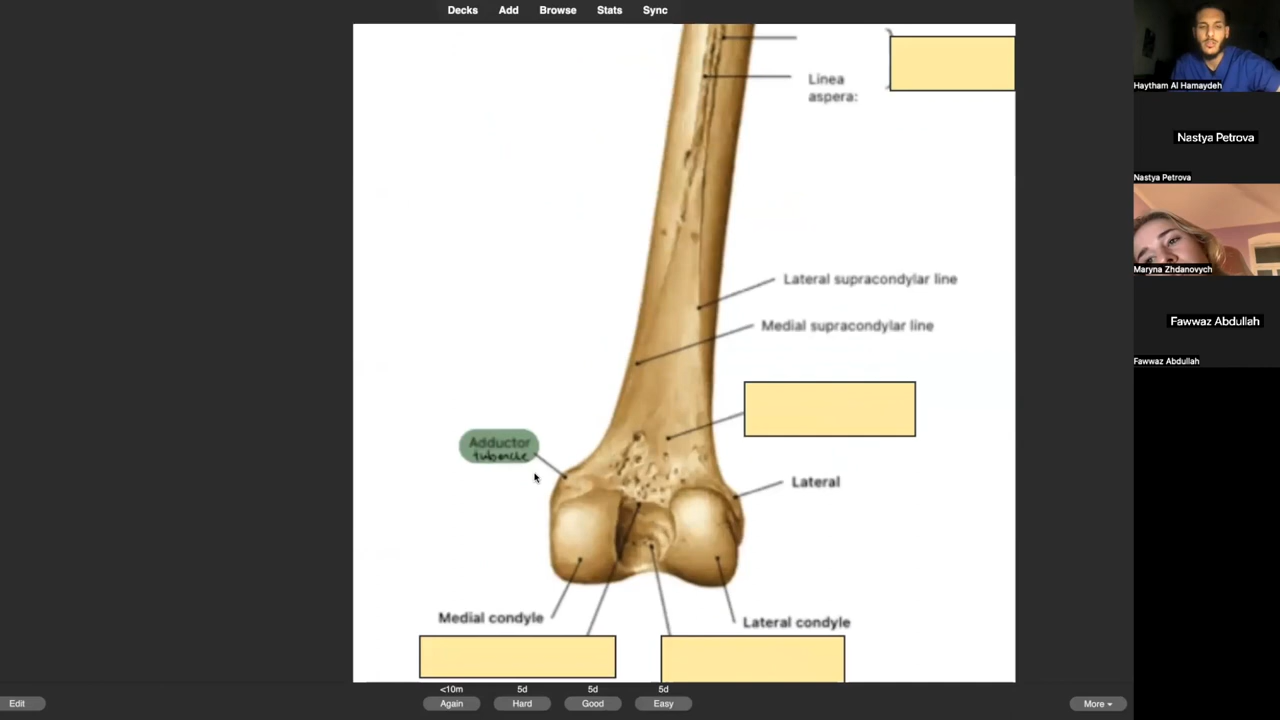 Decks Add Browse Stats Sync
Linea
aspera:
Lateral supracondylar line
Medial supracondylar line
Adductor
tubercle
Lateral
Medial condyle
Lateral condyle
<10m 5d 5d 5d
Edit Again Hard Good Easy More
Haytham Al Hamaydeh
Nastya Petrova
Nastya Petrova
Maryna Zhdanovych
Fawwaz Abdullah
Fawwaz Abdullah